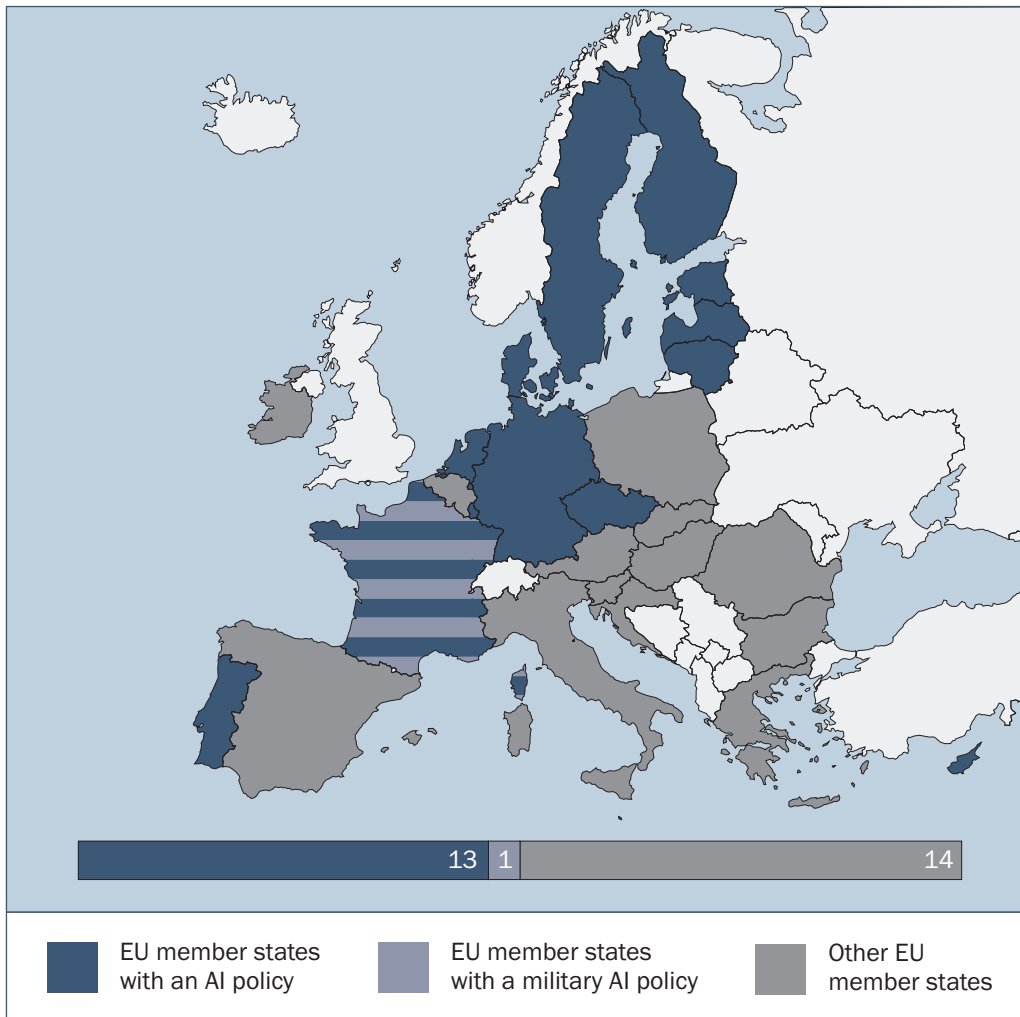 13 1 14
EU member states
with an AI policy
EU member states
with a military AI policy
Other EU
member states